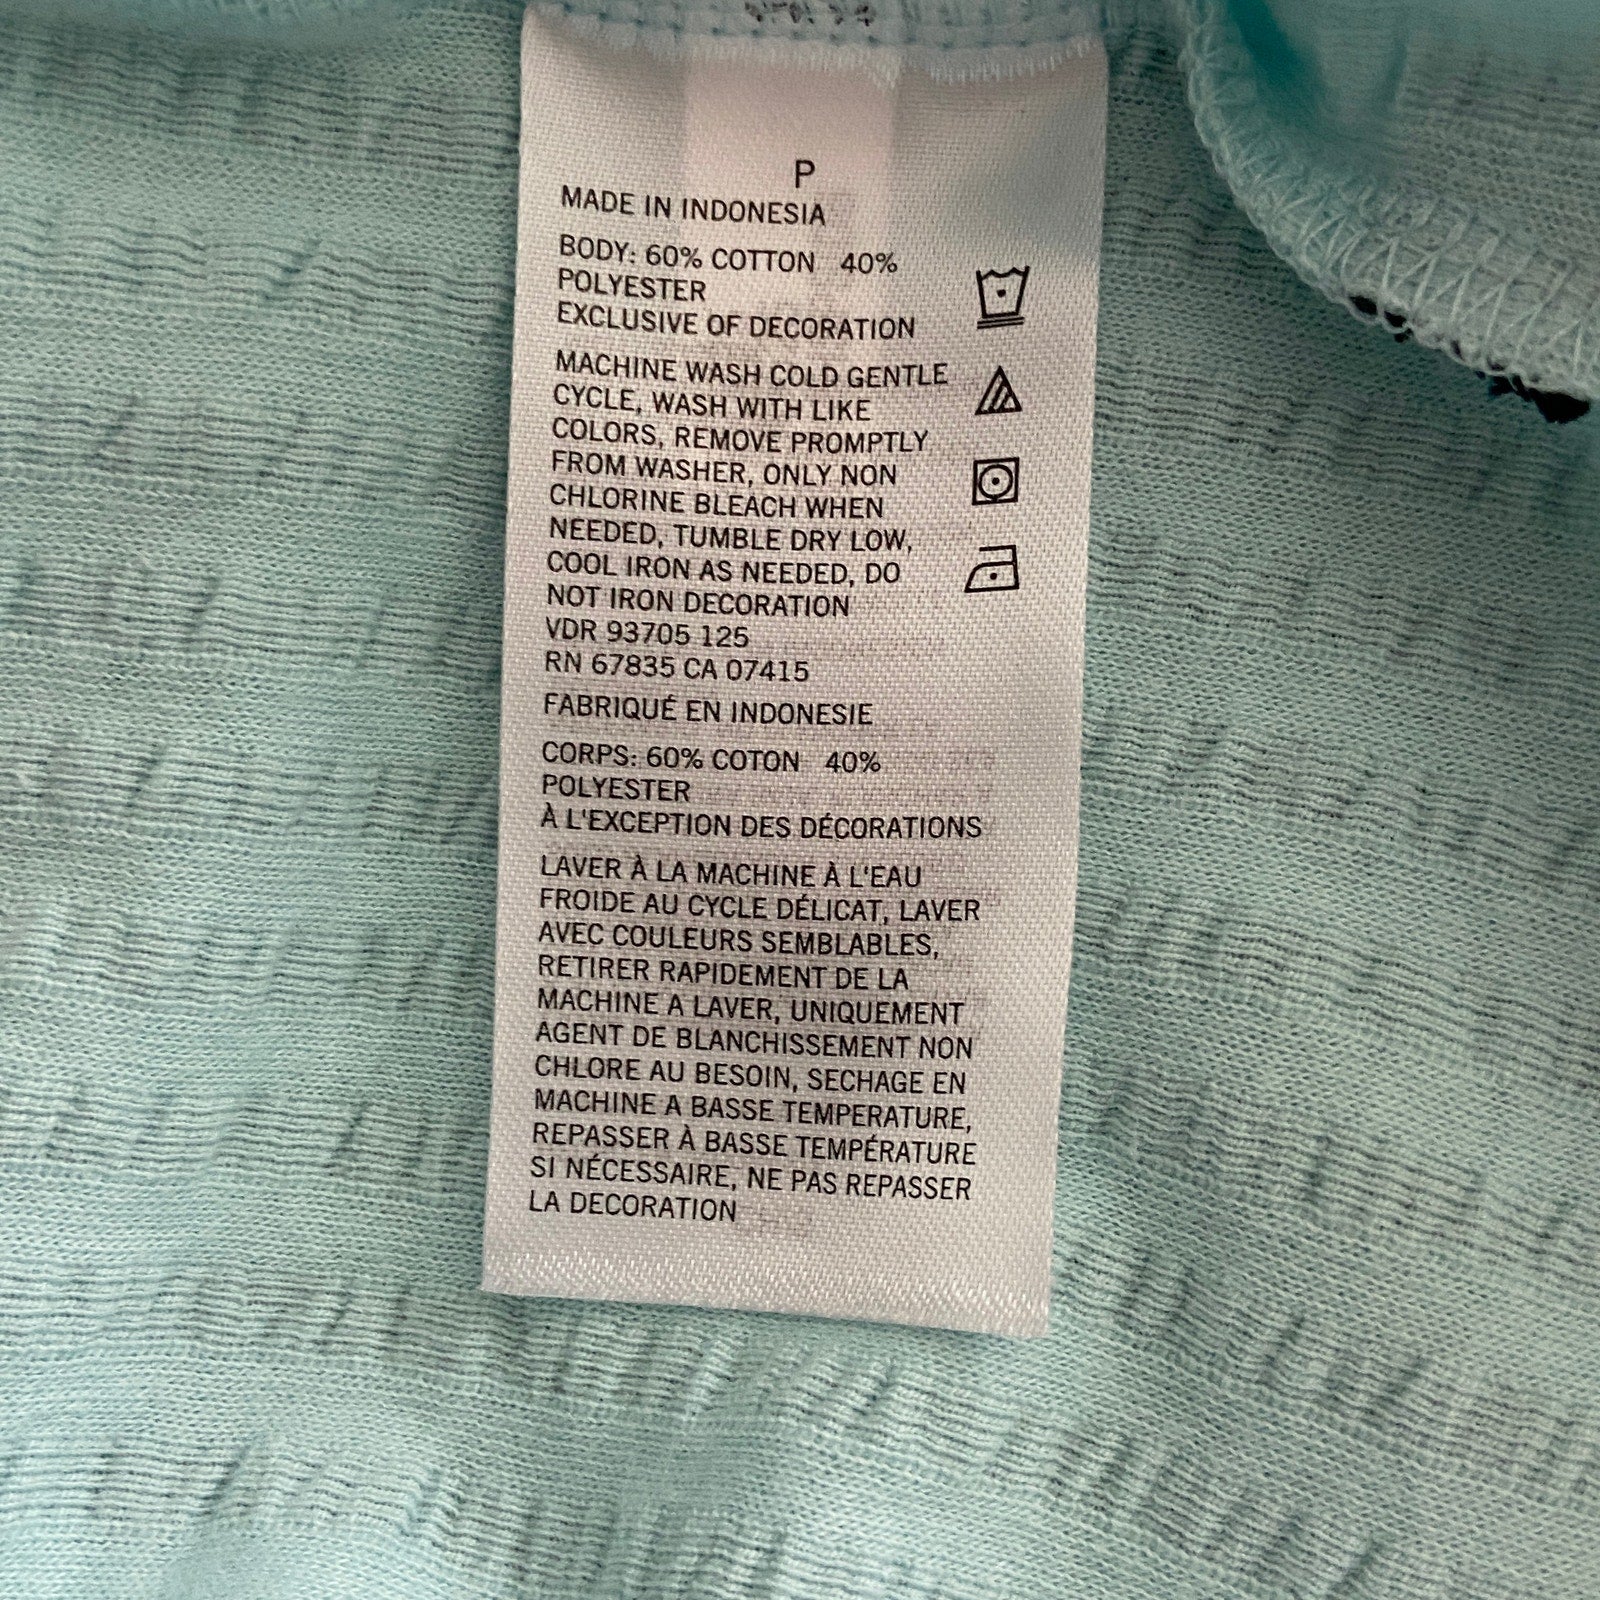 P
MADE IN INDONESIA
BODY: 60% COTTON 40%
POLYESTER
EXCLUSIVE OF DECORATION
MACHINE WASH COLD GENTLE
CYCLE, WASH WITH LIKE
COLORS, REMOVE PROMPTLY
FROM WASHER, ONLY NON
CHLORINE BLEACH WHEN
NEEDED, TUMBLE DRY LOW,
COOL IRON AS NEEDED, DO
NOT IRON DECORATION
VDR 93705 125
RN 67835 CA 07415
FABRIQUÉ EN INDONESIE
CORPS: 60% COTON 40%
POLYESTER
À L'EXCEPTION DES DÉCORATIONS
LAVER À LA MACHINE À L'EAU
FROIDE AU CYCLE DÉLICAT, LAVER
AVEC COULEURS SEMBLABLES,
RETIRER RAPIDEMENT DE LA
MACHINE A LAVER, UNIQUEMENT
AGENT DE BLANCHISSEMENT NON
CHLORE AU BESOIN, SECHAGE EN
MACHINE A BASSE TEMPERATURE,
REPASSER À BASSE TEMPÉRATURE
SI NÉCESSAIRE, NE PAS REPASSER
LA DECORATION